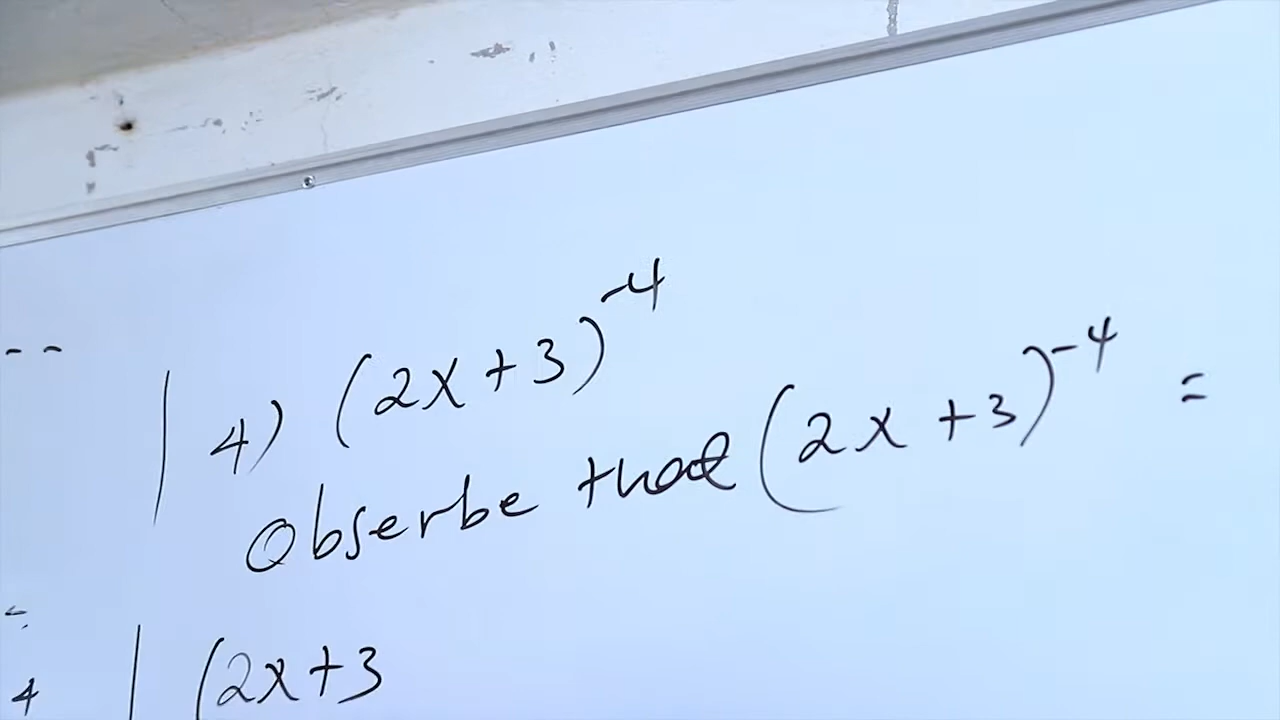 --
4) (2x+3)^-4
Obserbe that (2x+3)^-4 =
4
(2x+3